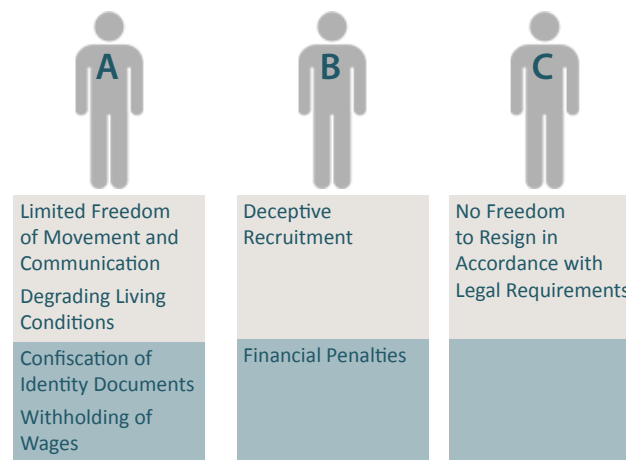 A
B
C
Limited Freedom
of Movement and
Communication
Degrading Living
Conditions
Confiscation of
Identity Documents
Withholding of
Wages
Deceptive
Recruitment
Financial Penalties
No Freedom
to Resign in
Accordance with
Legal Requirements